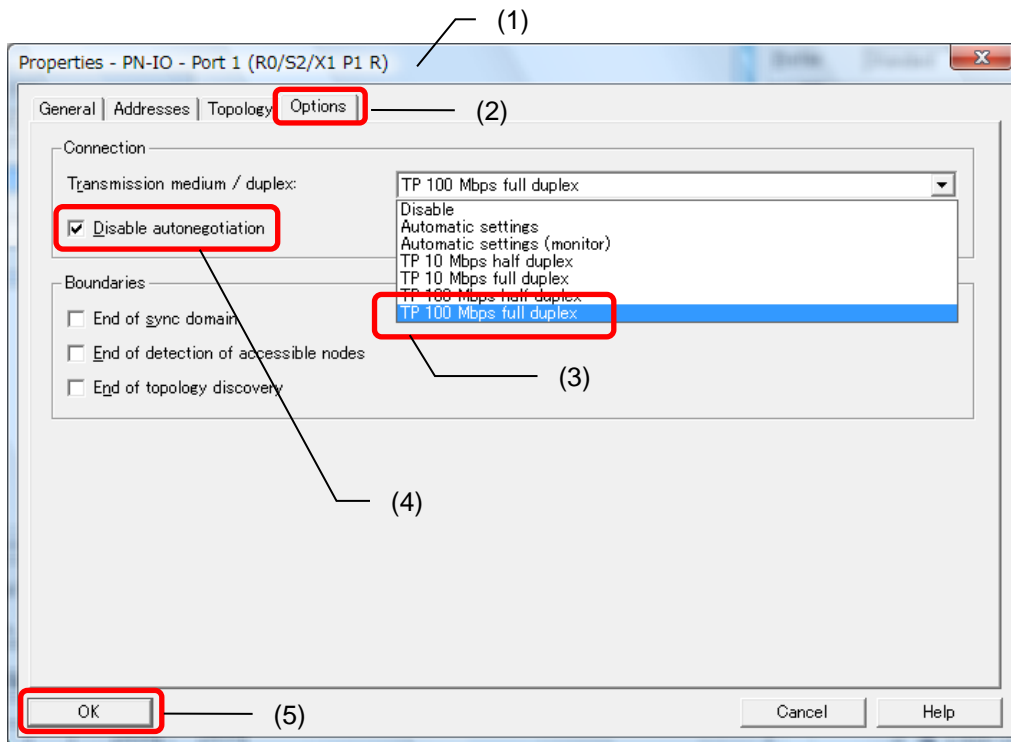 (1)
Properties - PN-IO - Port 1 (R0/S2/X1 P1 R)
General Addresses Topology Options
(2)
Connection
Transmission medium / duplex:
TP 100 Mbps full duplex
Disable
Disable autonegotiation
Automatic settings
Automatic settings (monitor)
TP 10 Mbps half duplex
TP 10 Mbps full duplex
TP 100 Mbps half duplex
TP 100 Mbps full duplex
Boundaries
End of sync domain
End of detection of accessible nodes
(3)
End of topology discovery
(4)
OK
(5)
Cancel
Help